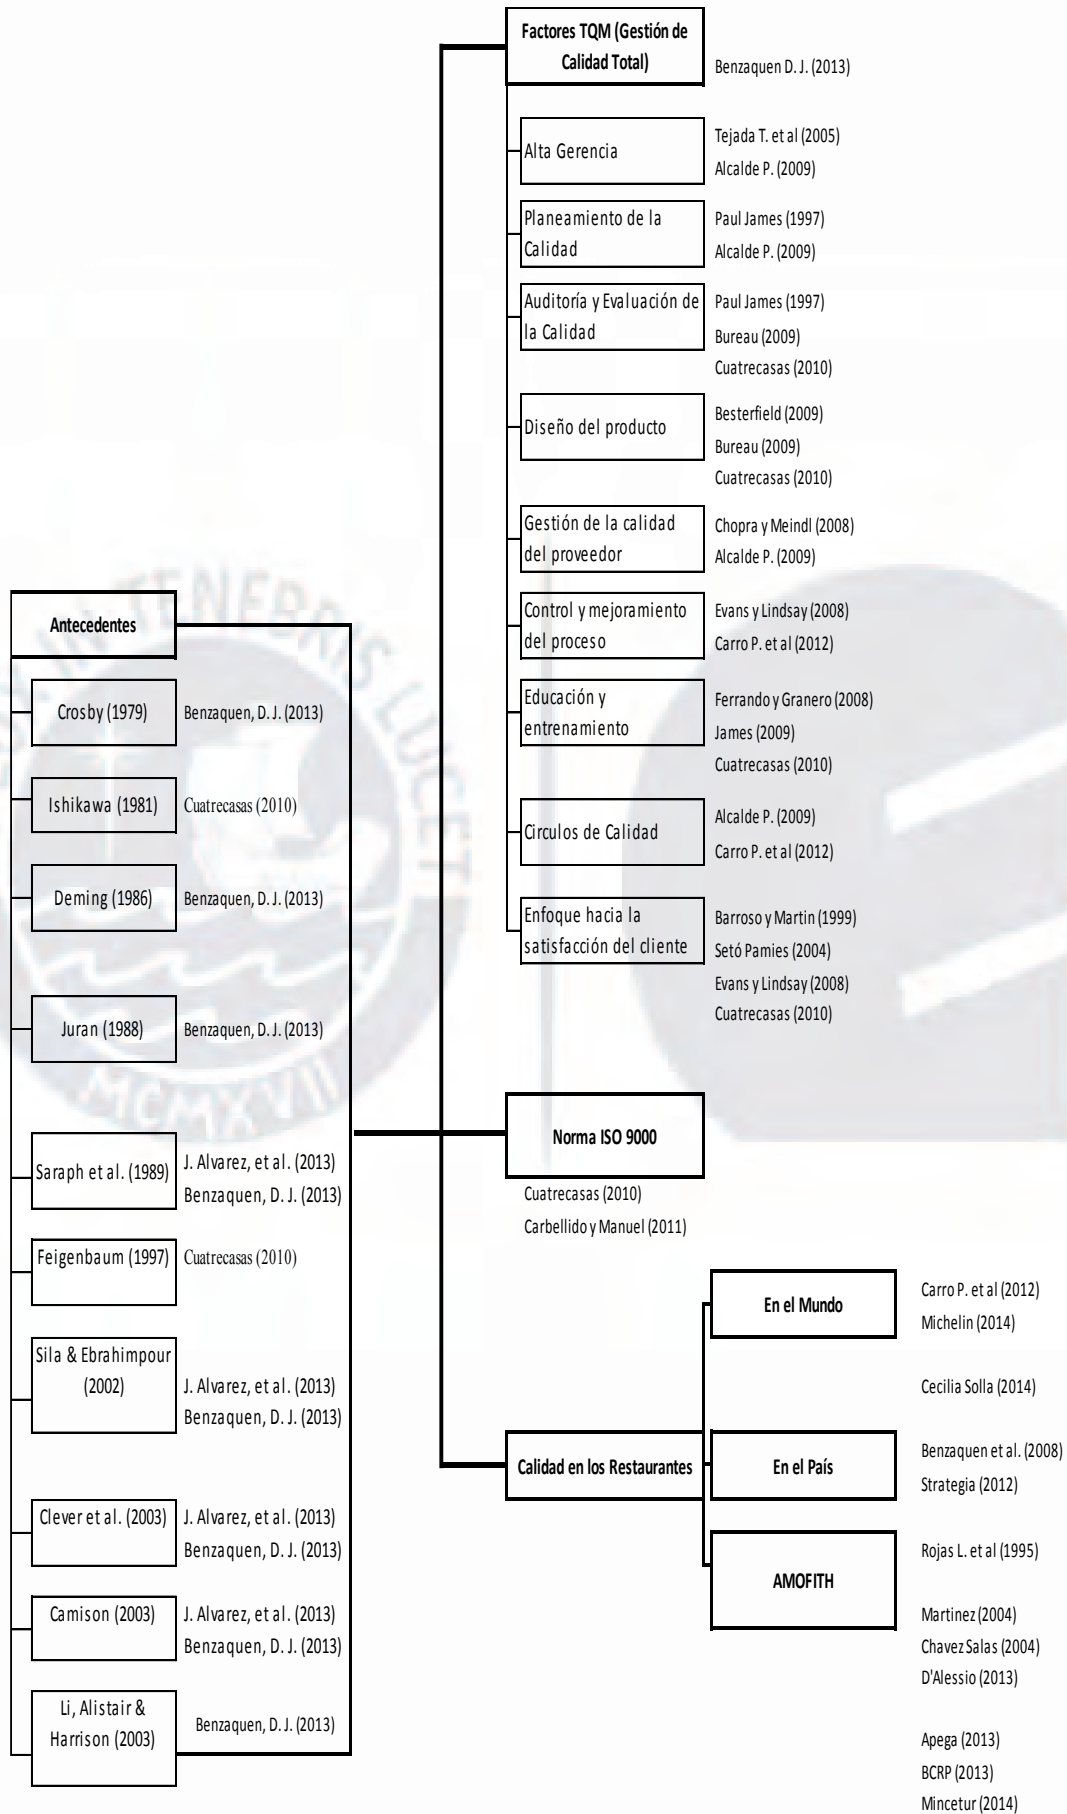 Factores TQM (Gestión de
Calidad Total)
Benzaquen D. J. (2013)
Alta Gerencia
Tejada T. et al (2005)
Alcalde P. (2009)
Planeamiento de la
Calidad
Paul James (1997)
Alcalde P. (2009)
Auditoría y Evaluación de
la Calidad
Paul James (1997)
Bureau (2009)
Cuatrecasas (2010)
Diseño del producto
Besterfield (2009)
Bureau (2009)
Cuatrecasas (2010)
Gestión de la calidad
del proveedor
Chopra y Meindl (2008)
Alcalde P. (2009)
Control y mejoramiento
del proceso
Evans y Lindsay (2008)
Carro P. et al (2012)
Educación y
entrenamiento
Ferrando y Granero (2008)
James (2009)
Cuatrecasas (2010)
Circulos de Calidad
Alcalde P. (2009)
Carro P. et al (2012)
Enfoque hacia la
satisfacción del cliente
Barroso y Martin (1999)
Setó Pamies (2004)
Evans y Lindsay (2008)
Cuatrecasas (2010)
Antecedentes
Crosby (1979)
Benzaquen, D. J. (2013)
Ishikawa (1981)
Cuatrecasas (2010)
Deming (1986)
Benzaquen, D. J. (2013)
Juran (1988)
Benzaquen, D. J. (2013)
Saraph et al. (1989)
J. Alvarez, et al. (2013)
Benzaquen, D. J. (2013)
Feigenbaum (1997)
Cuatrecasas (2010)
Sila & Ebrahimpour
(2002)
J. Alvarez, et al. (2013)
Benzaquen, D. J. (2013)
Clever et al. (2003)
J. Alvarez, et al. (2013)
Benzaquen, D. J. (2013)
Camison (2003)
J. Alvarez, et al. (2013)
Benzaquen, D. J. (2013)
Li, Alistair &
Harrison (2003)
Benzaquen, D. J. (2013)
Norma ISO 9000
Cuatrecasas (2010)
Carbellido y Manuel (2011)
Calidad en los Restaurantes
En el Mundo
Carro P. et al (2012)
Michelin (2014)
Cecilia Solla (2014)
En el País
Benzaquen et al. (2008)
Strategia (2012)
AMOFITH
Rojas L. et al (1995)
Martinez (2004)
Chavez Salas (2004)
D'Alessio (2013)
Apega (2013)
BCRP (2013)
Mincetur (2014)
IN TENEBRIS LUCET
MCMXVII